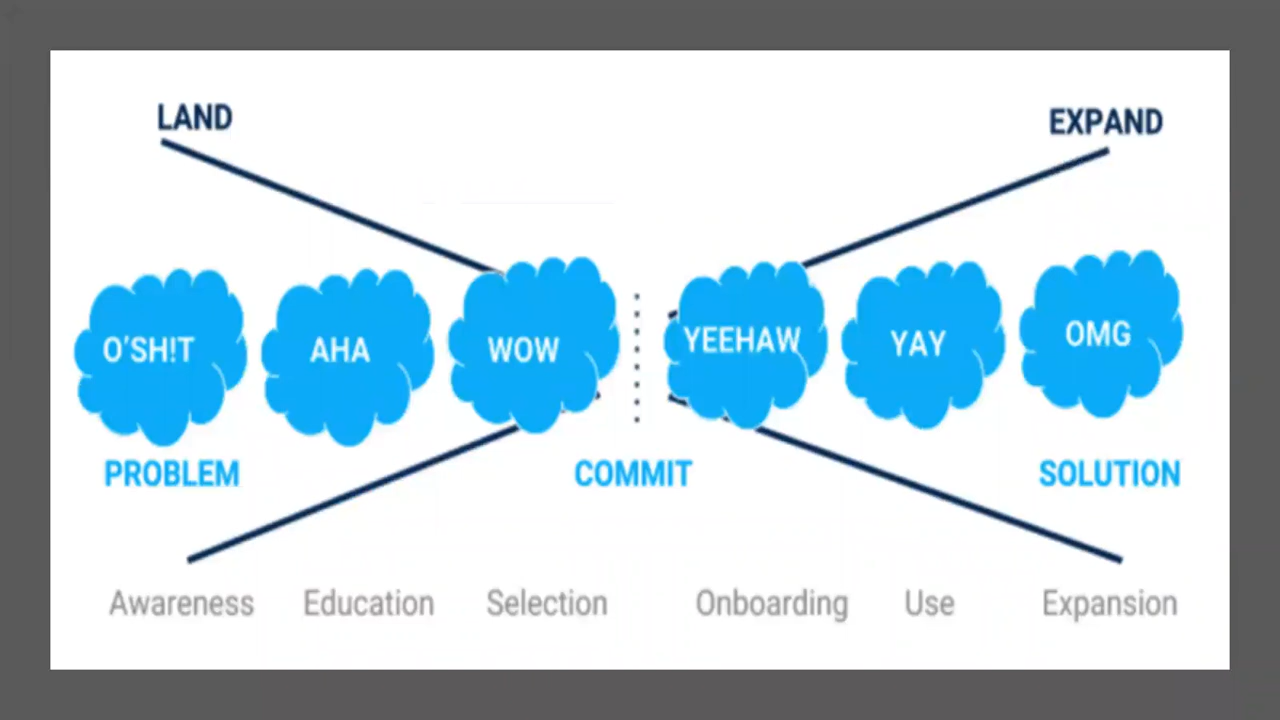 LAND
EXPAND
O'SH!T AHA WOW YEEHAW YAY OMG
PROBLEM COMMIT SOLUTION
Awareness Education Selection Onboarding Use Expansion